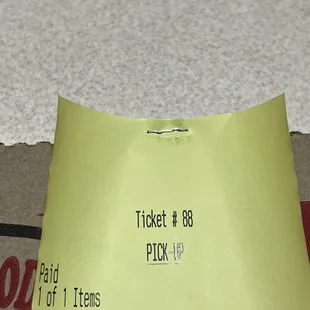 Ticket # 88
PICK-UP
Paid
1 of 1 Items